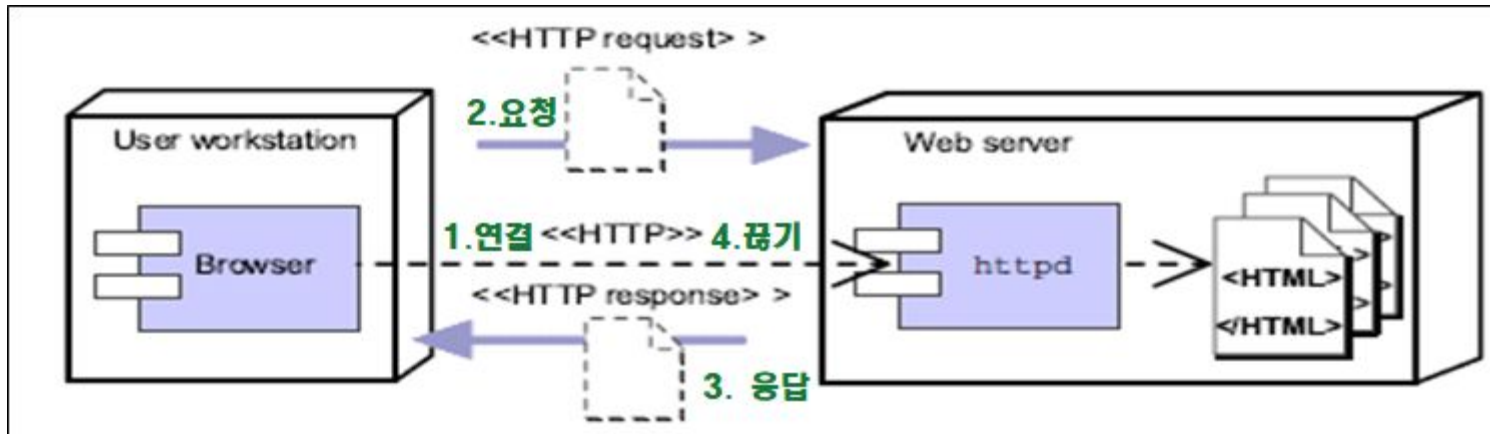 <<HTTP request> >
2.요청
User workstation
Web server
1.연결 <<HTTP>> 4.끊기
Browser
httpd
<<HTTP response> >
<HTML>
</HTML>
>
>
>
>
3. 응답